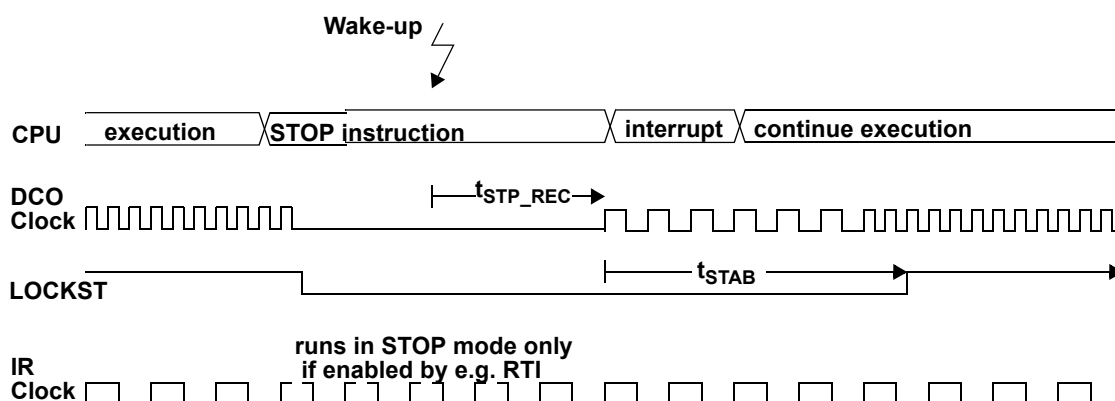 Wake-up
CPU
execution
STOP instruction
interrupt
continue execution
DCO
Clock
tSTP_REC
LOCKST
tSTAB
runs in STOP mode only
if enabled by e.g. RTI
IR
Clock